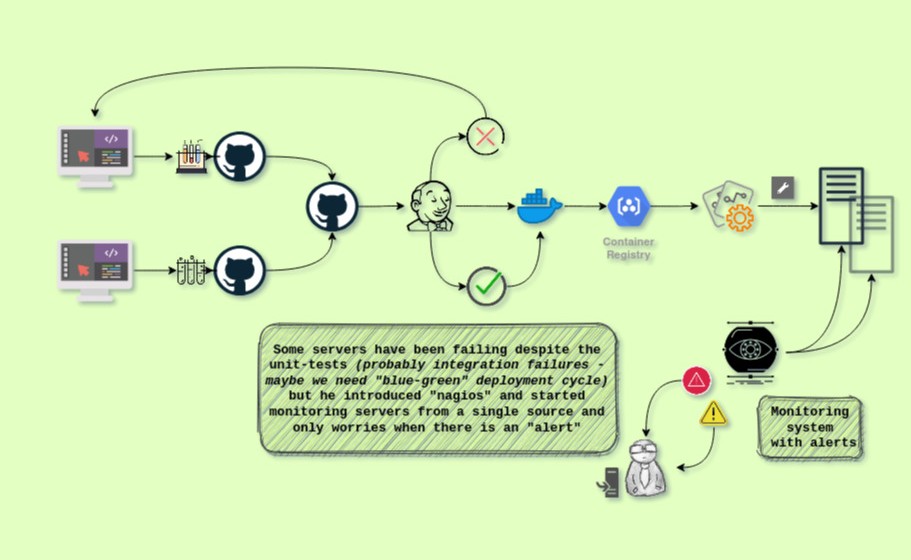 </>
</>
Container
Registry
Some servers have been failing despite the
unit-tests (probably integration failures -
maybe we need "blue-green" deployment cycle)
but he introduced "nagios" and started
monitoring servers from a single source and
only worries when there is an "alert"
Monitoring
system
with alerts